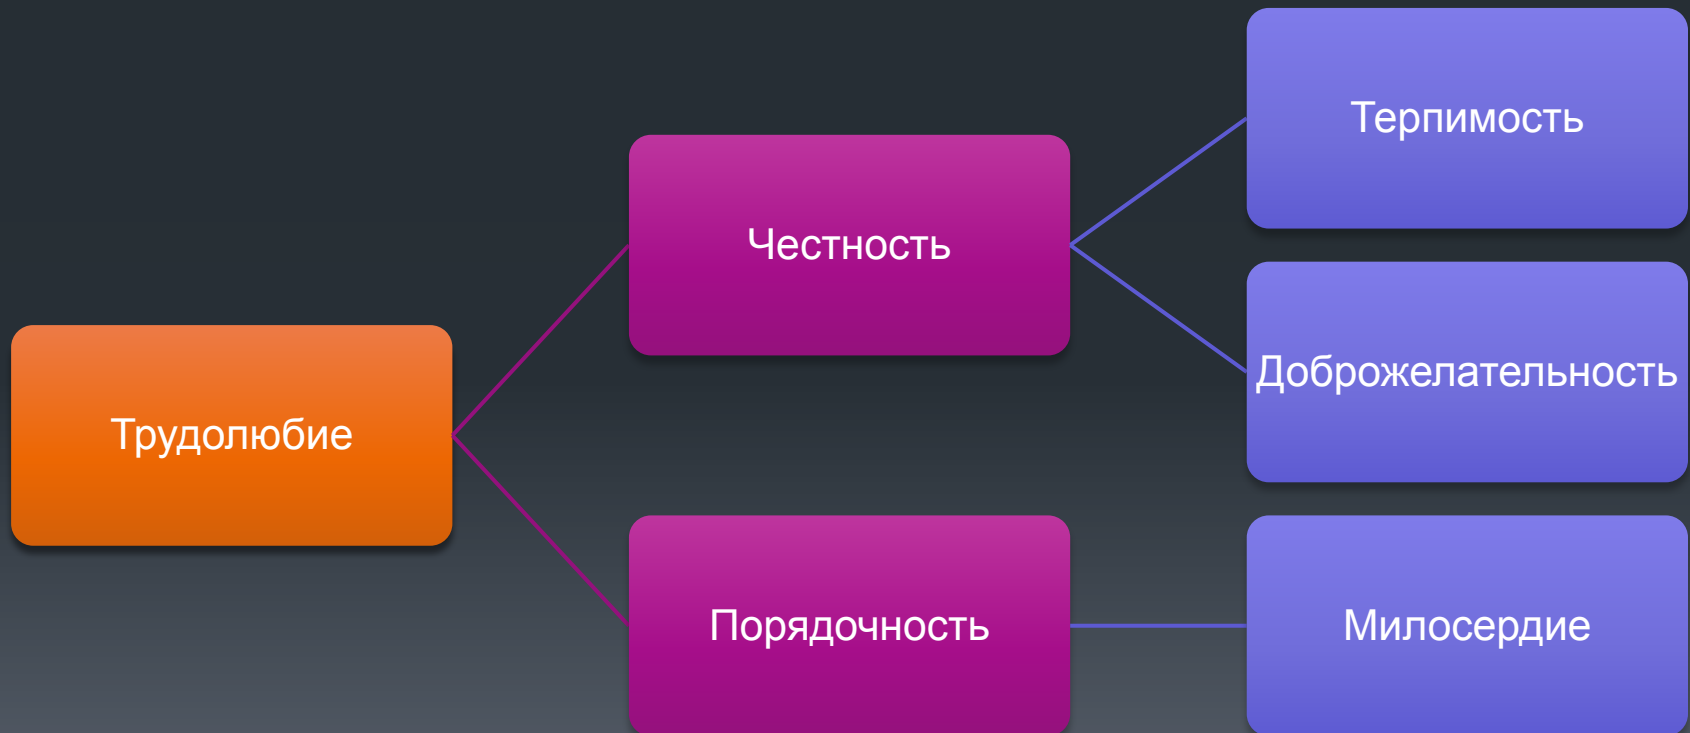 Трудолюбие
Честность
Терпимость
Доброжелательность
Порядочность
Милосердие